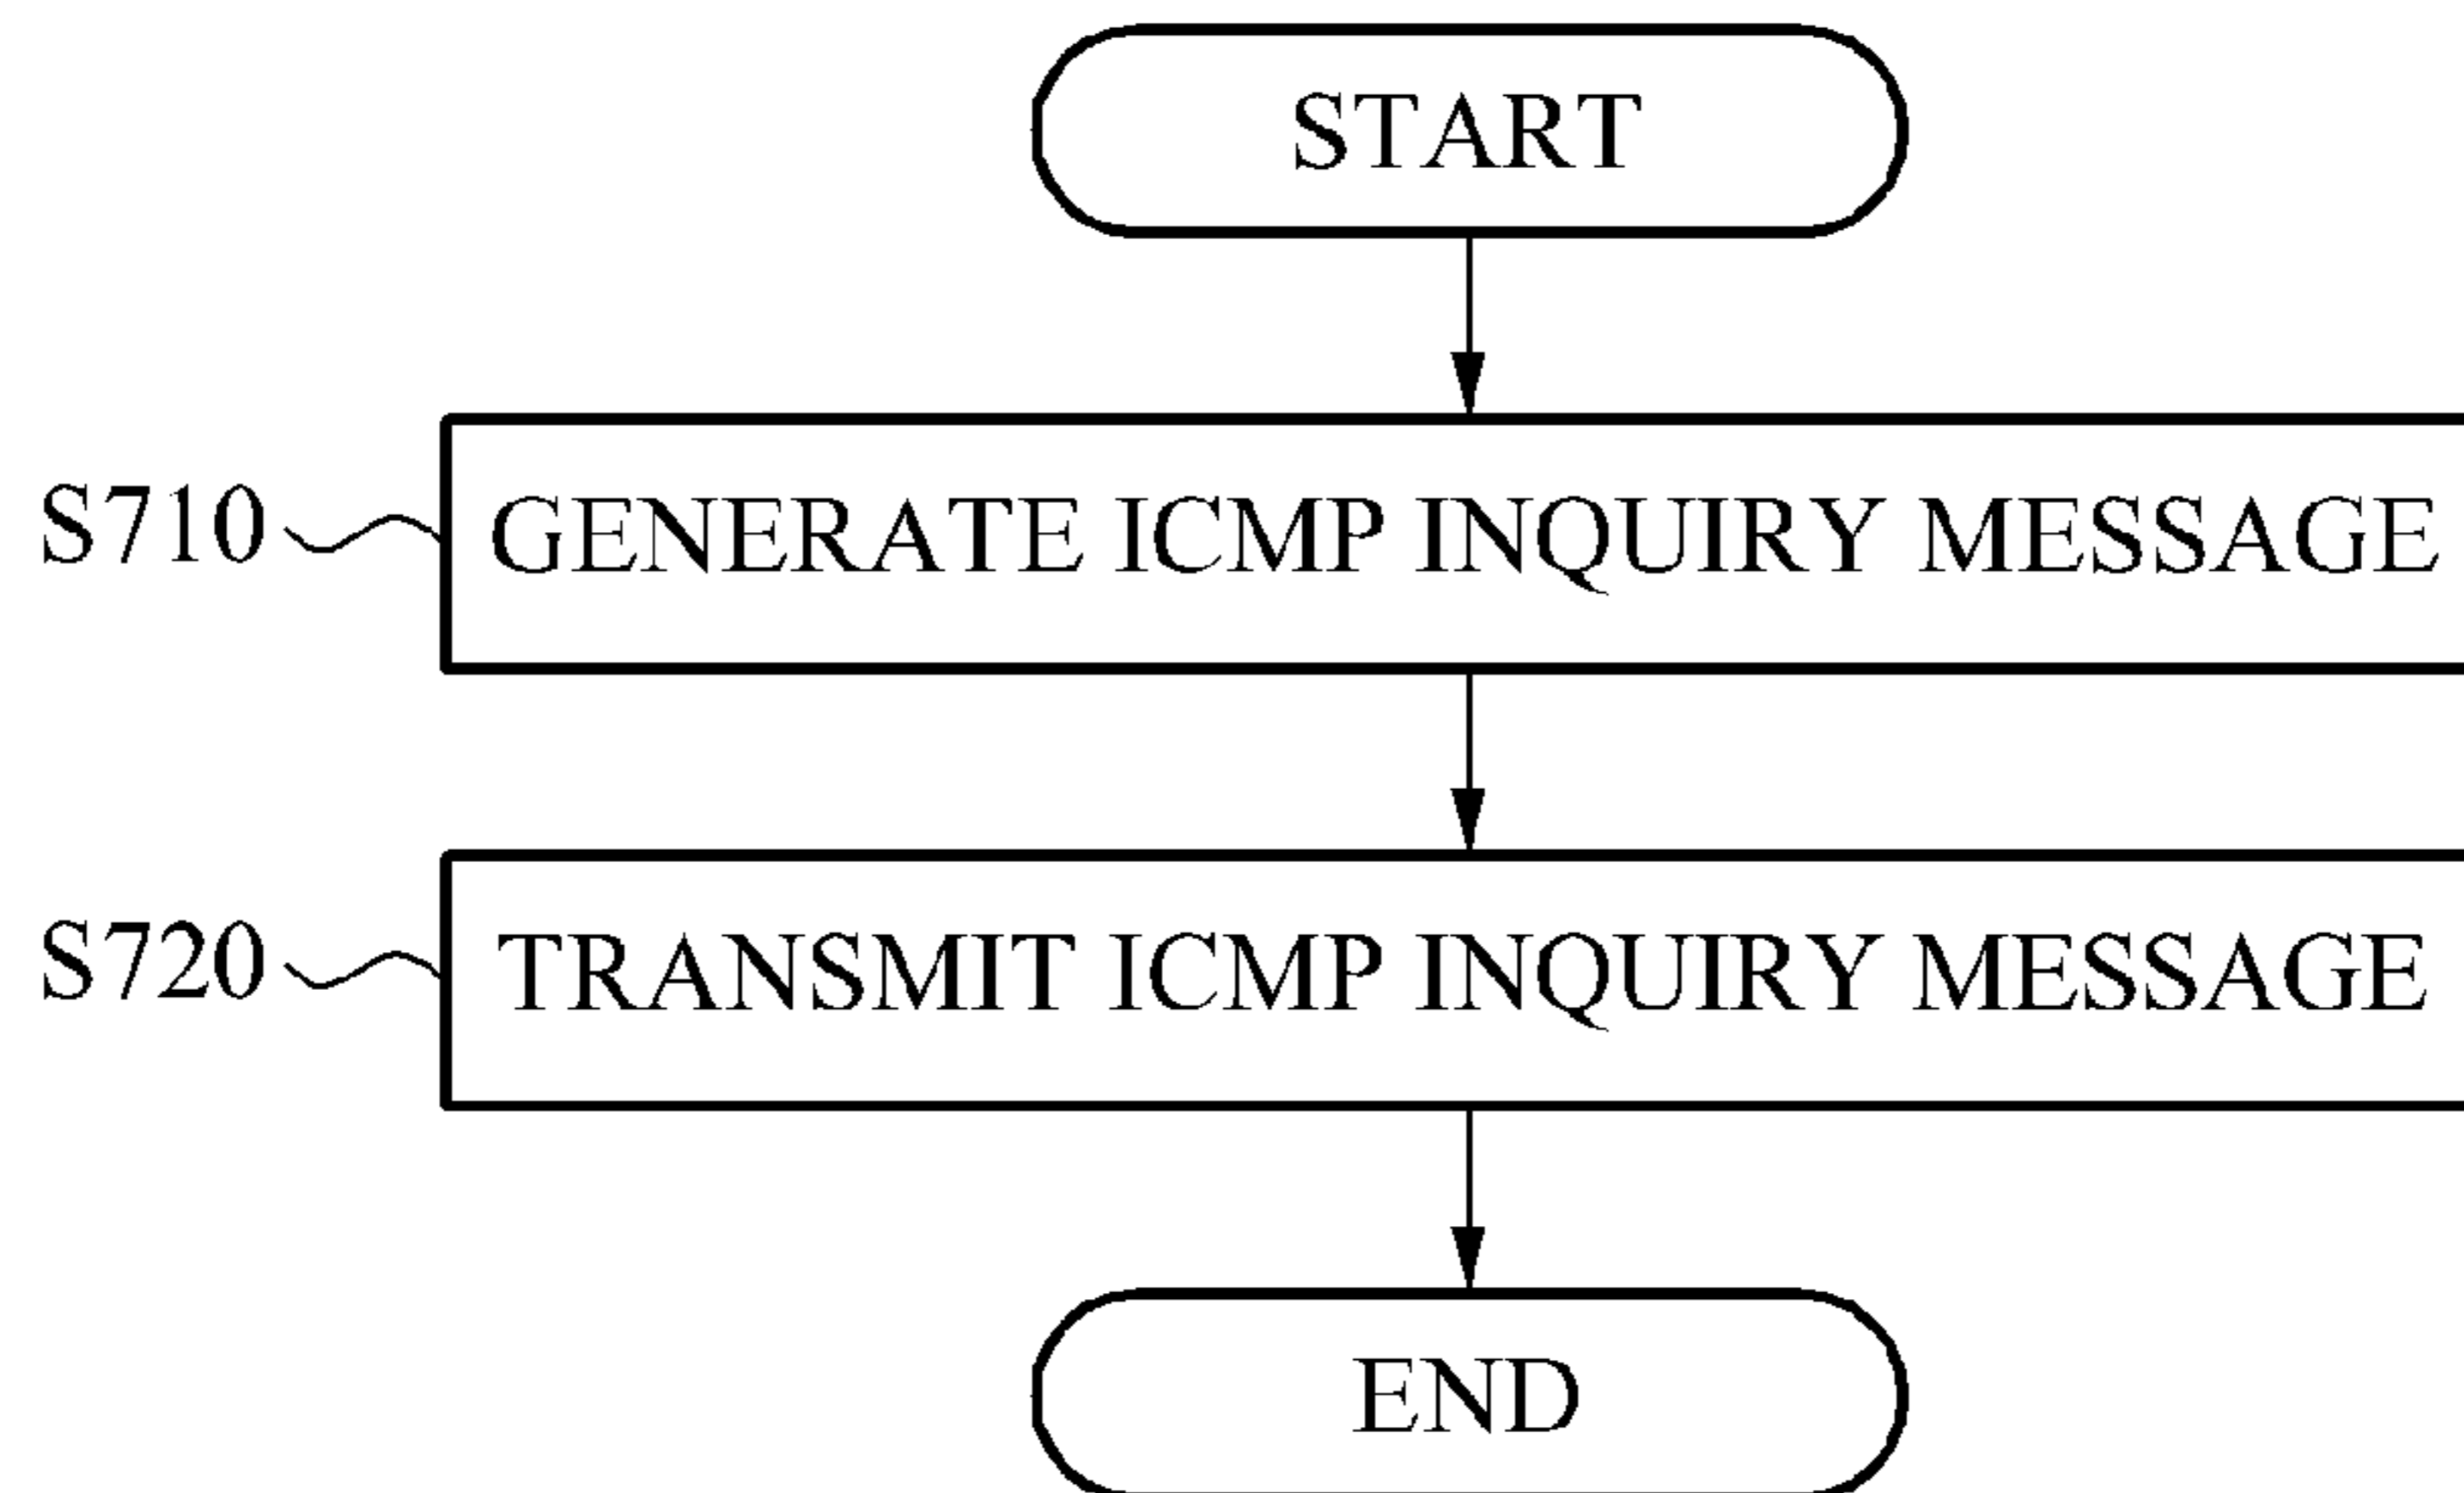 START
S710 GENERATE ICMP INQUIRY MESSAGE
S720 TRANSMIT ICMP INQUIRY MESSAGE
END